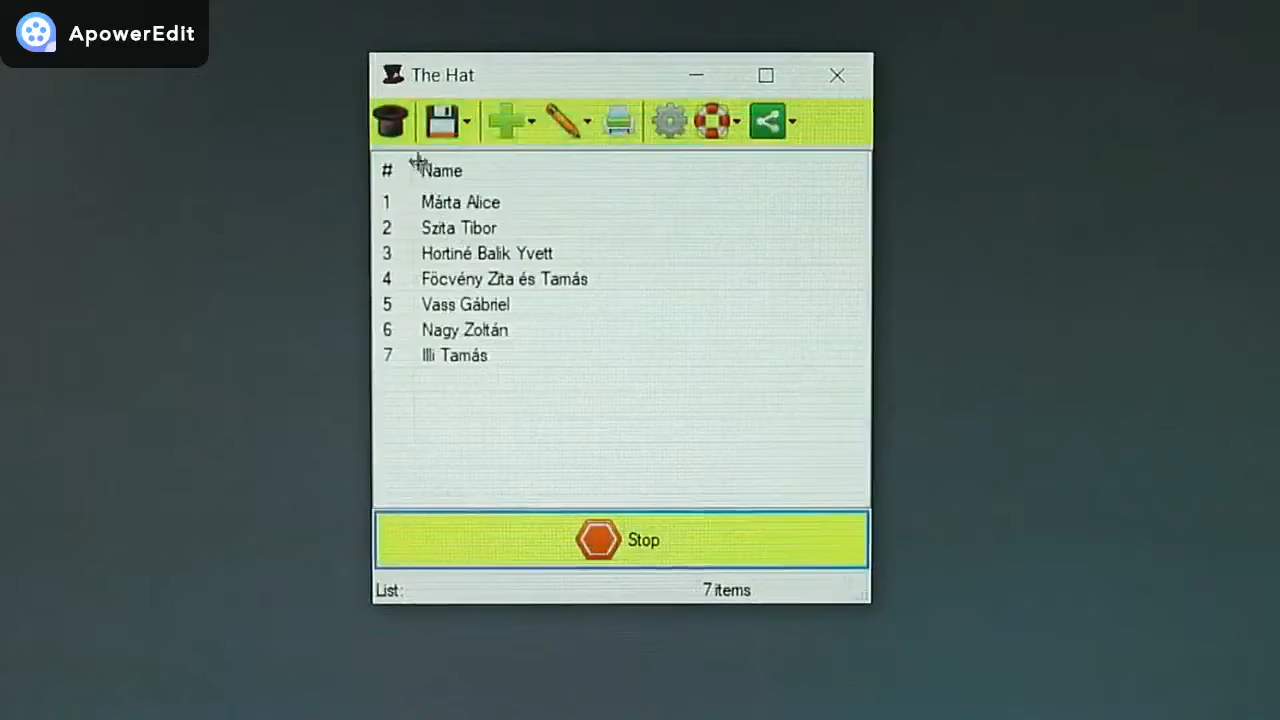 ApowerEdit
The Hat
# Name
1 Márta Alice
2 Szita Tibor
3 Hortiné Balik Yvett
4 Föcvény Zita és Tamás
5 Vass Gábriel
6 Nagy Zoltán
7 Illi Tamás
Stop
List: 7 items